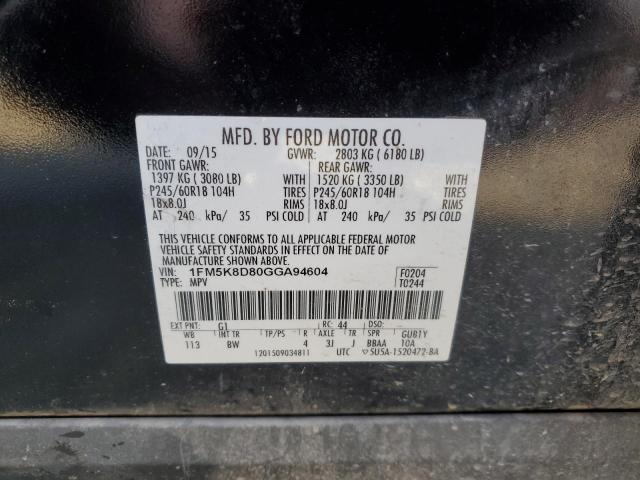 MFD. BY FORD MOTOR CO.
DATE: 09/15 GVWR: 2803 KG ( 6180 LB)
FRONT GAWR: REAR GAWR:
1397 KG ( 3080 LB) WITH 1520 KG ( 3350 LB) WITH
P245/60R18 104H TIRES P245/60R18 104H TIRES
18x8.0J RIMS 18x8.0J RIMS
AT 240 kPa/ 35 PSI COLD AT 240 kPa/ 35 PSI COLD
THIS VEHICLE CONFORMS TO ALL APPLICABLE FEDERAL MOTOR
VEHICLE SAFETY STANDARDS IN EFFECT ON THE DATE OF
MANUFACTURE SHOWN ABOVE.
VIN: 1FM5K8D80GGA94604 F0204
TYPE: MPV T0244
EXT PNT: G1 RC: 44 DSO:
WB INT TR TP/PS R AXLE TR SPR GUB1Y
113 BW 4 3J J BBAA 10A
1201509034811 UTC 5U5A-1520472-BA